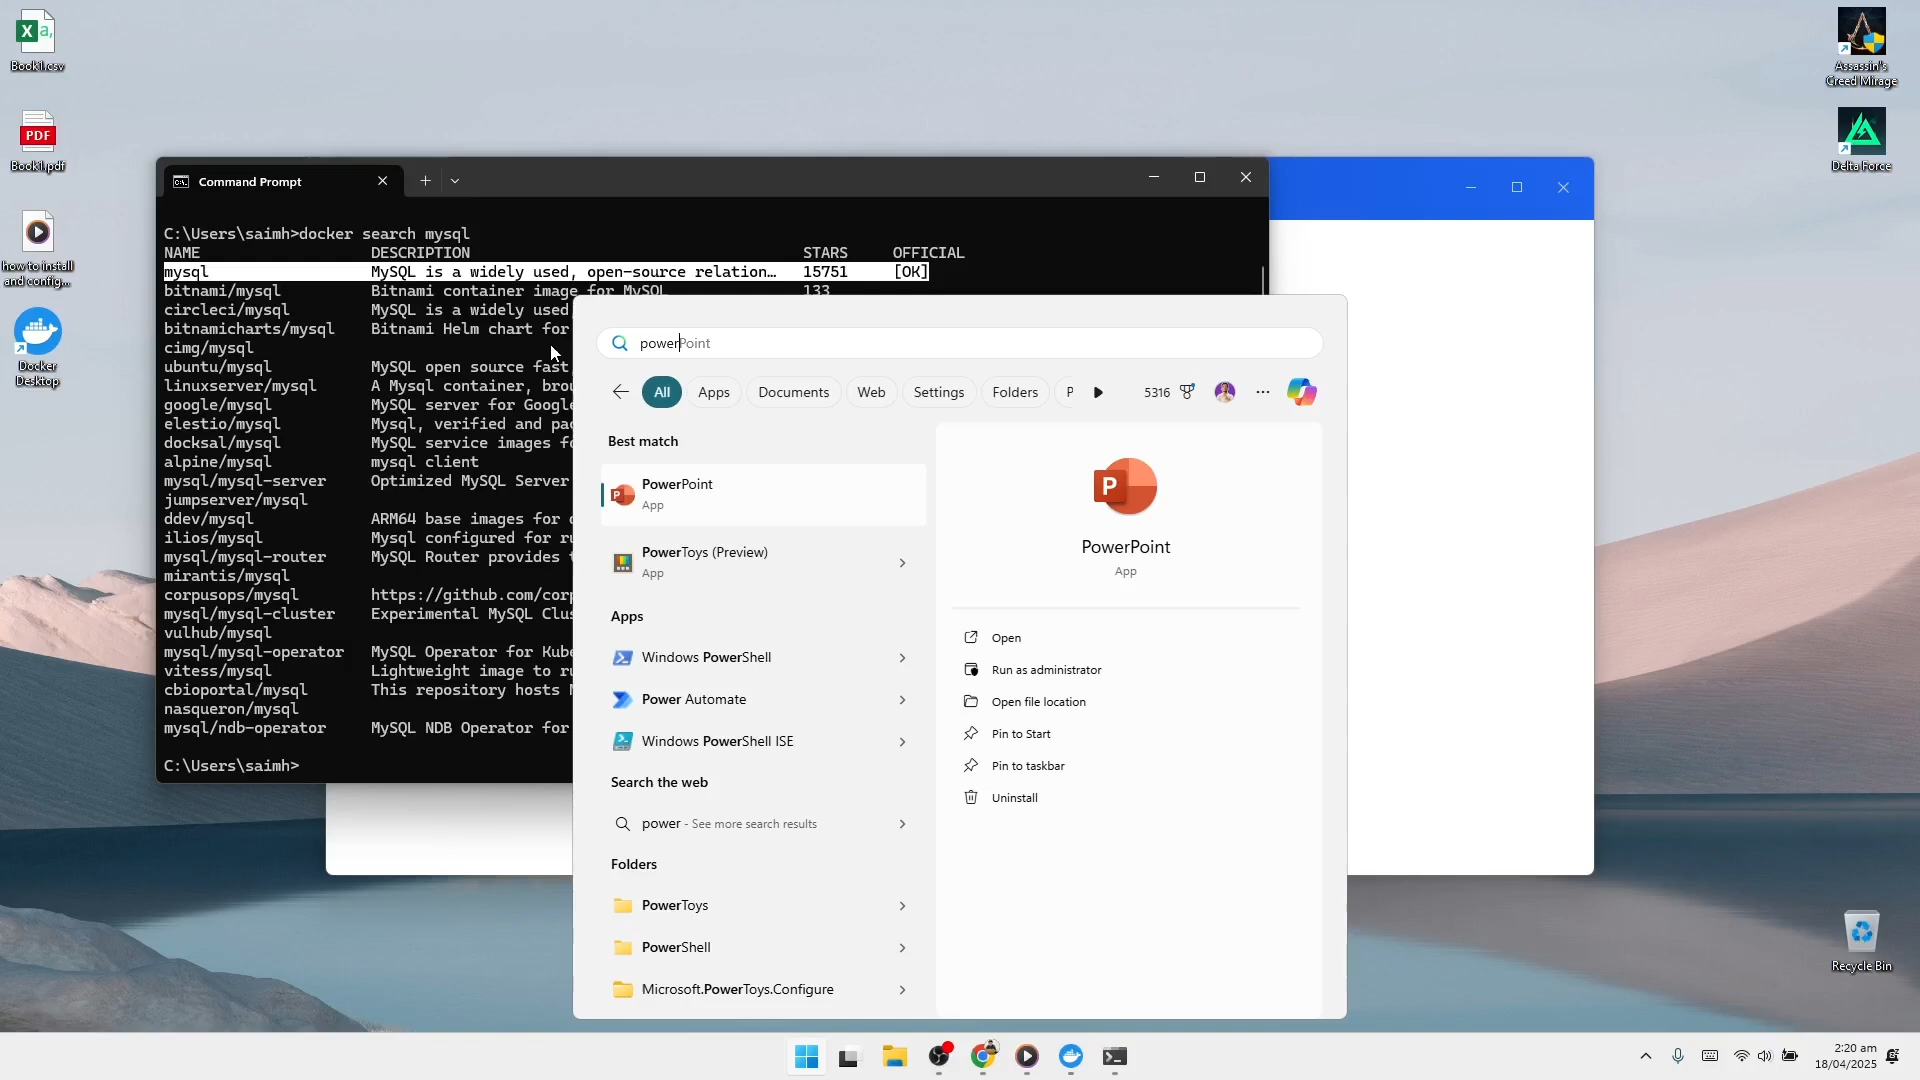 Book1.csv
Book1.pdf
how to install
and config...
Docker
Desktop
Assassin's
Creed Mirage
Delta Force
Recycle Bin
Command Prompt
C:\Users\saimh>docker search mysql
NAME DESCRIPTION STARS OFFICIAL
mysql MySQL is a widely used, open-source relation… 15751 [OK]
bitnami/mysql Bitnami container image for MySQL 133
circleci/mysql MySQL is a widely used
bitnamicharts/mysql Bitnami Helm chart for
cimg/mysql
ubuntu/mysql MySQL open source fast
linuxserver/mysql A Mysql container, brou
google/mysql MySQL server for Google
elestio/mysql Mysql, verified and pac
docksal/mysql MySQL service images fo
alpine/mysql mysql client
mysql/mysql-server Optimized MySQL Server
jumpserver/mysql
ddev/mysql ARM64 base images for
ilios/mysql Mysql configured for ru
mysql/mysql-router MySQL Router provides
mirantis/mysql
corpusops/mysql https://github.com/corp
mysql/mysql-cluster Experimental MySQL Clus
vulhub/mysql
mysql/mysql-operator MySQL Operator for Kube
vitess/mysql Lightweight image to ru
cbioportal/mysql This repository hosts
nasqueron/mysql
mysql/ndb-operator MySQL NDB Operator for
C:\Users\saimh>
powerPoint
All Apps Documents Web Settings Folders P 5316
Best match
PowerPoint
App
PowerToys (Preview)
App
Apps
Windows PowerShell
Power Automate
Windows PowerShell ISE
Search the web
power - See more search results
Folders
PowerToys
PowerShell
Microsoft.PowerToys.Configure
P
PowerPoint
App
Open
Run as administrator
Open file location
Pin to Start
Pin to taskbar
Uninstall
2:20 am
18/04/2025